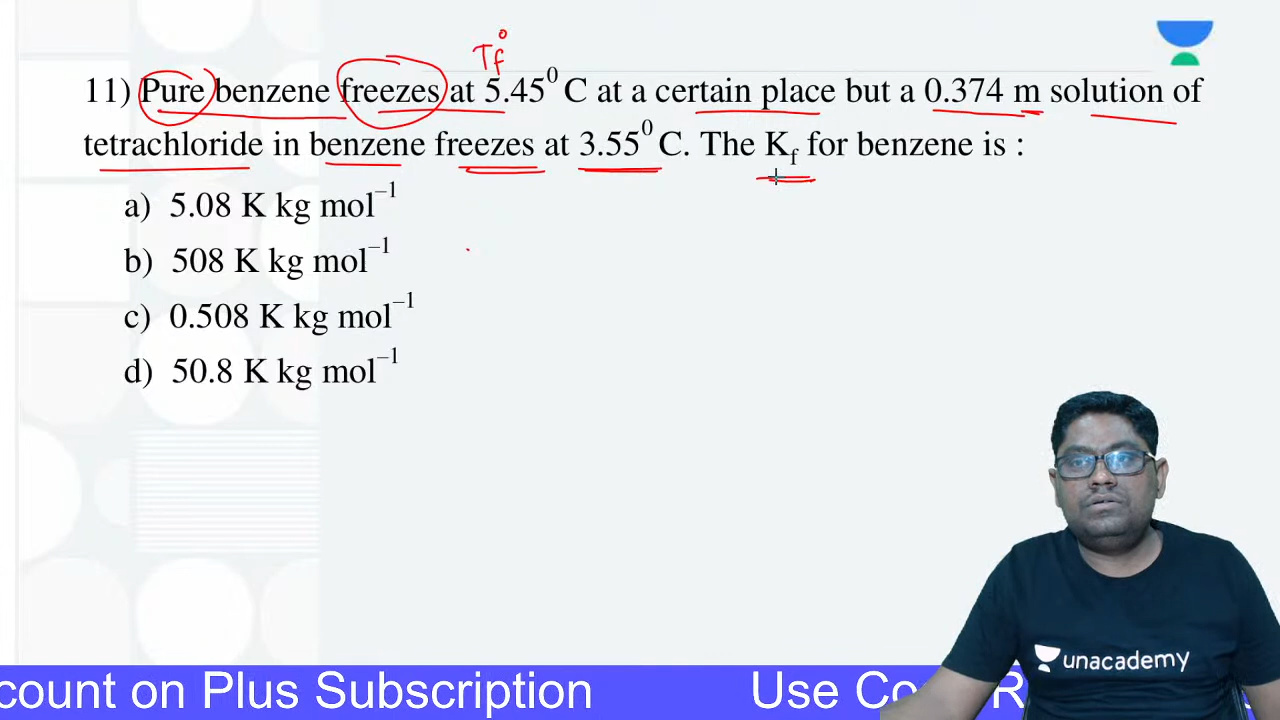 T_f°
11) Pure benzene freezes at 5.45⁰ C at a certain place but a 0.374 m solution of
tetrachloride in benzene freezes at 3.55⁰ C. The K_f for benzene is :
a) 5.08 K kg mol⁻¹
b) 508 K kg mol⁻¹
c) 0.508 K kg mol⁻¹
d) 50.8 K kg mol⁻¹
unacademy
count on Plus Subscription Use